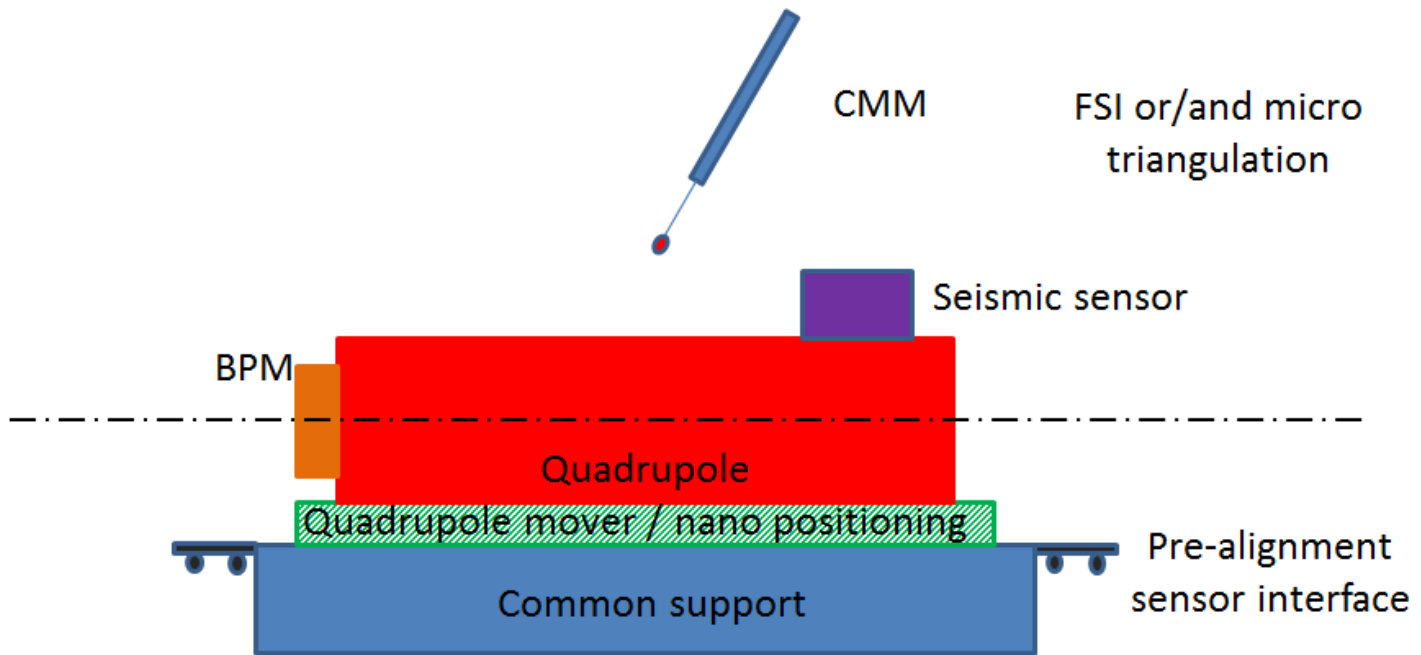 CMM
FSI or/and micro
triangulation
Seismic sensor
BPM
Quadrupole
Quadrupole mover / nano positioning
Pre-alignment
sensor interface
Common support